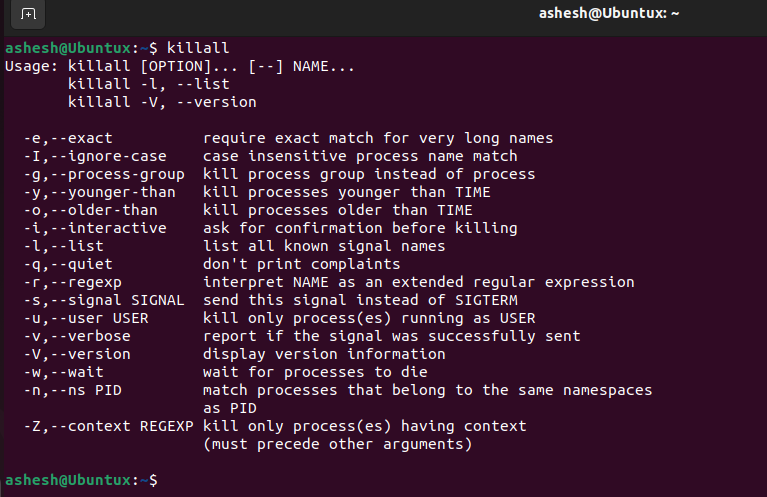 ashesh@Ubuntux: ~
ashesh@Ubuntux:~$ killall
Usage: killall [OPTION]... [--] NAME...
       killall -l, --list
       killall -V, --version

  -e,--exact          require exact match for very long names
  -I,--ignore-case    case insensitive process name match
  -g,--process-group  kill process group instead of process
  -y,--younger-than   kill processes younger than TIME
  -o,--older-than     kill processes older than TIME
  -i,--interactive    ask for confirmation before killing
  -l,--list           list all known signal names
  -q,--quiet          don't print complaints
  -r,--regexp         interpret NAME as an extended regular expression
  -s,--signal SIGNAL  send this signal instead of SIGTERM
  -u,--user USER      kill only process(es) running as USER
  -v,--verbose        report if the signal was successfully sent
  -V,--version        display version information
  -w,--wait           wait for processes to die
  -n,--ns PID         match processes that belong to the same namespaces
                      as PID
  -Z,--context REGEXP kill only process(es) having context
                      (must precede other arguments)

ashesh@Ubuntux:~$